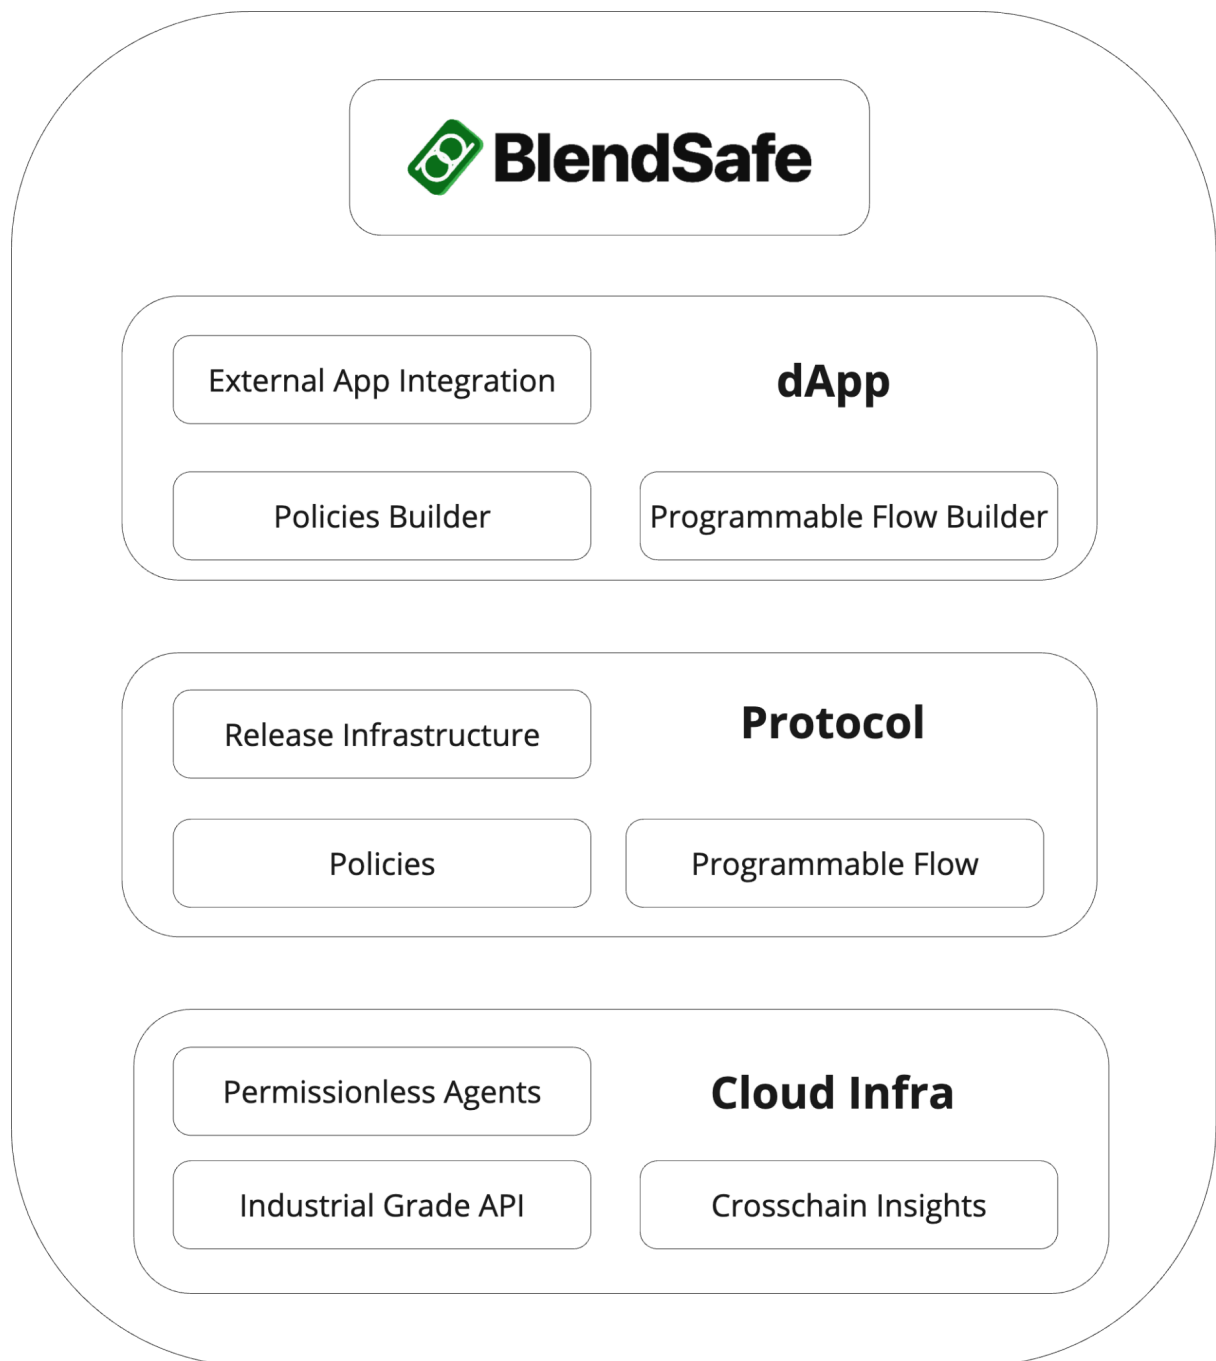 BlendSafe
External App Integration
dApp
Policies Builder
Programmable Flow Builder
Release Infrastructure
Protocol
Policies
Programmable Flow
Permissionless Agents
Cloud Infra
Industrial Grade API
Crosschain Insights